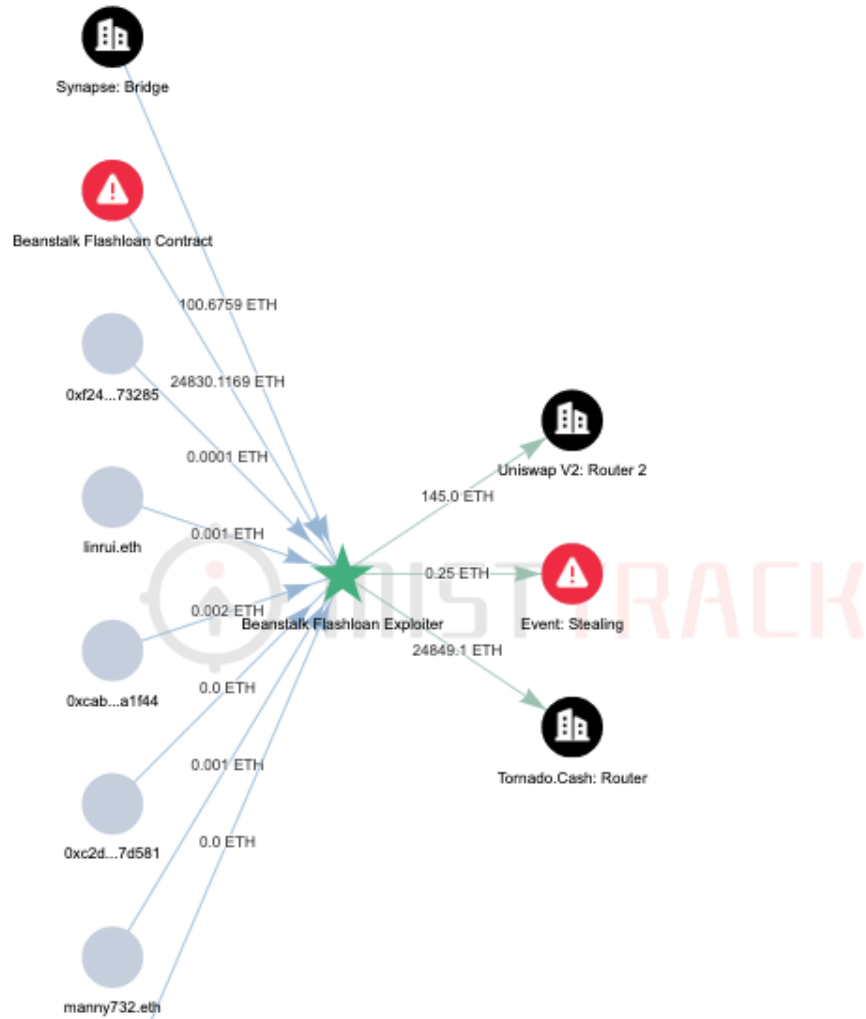 Synapse: Bridge
Beanstalk Flashloan Contract
100.6759 ETH
24830.1169 ETH
0xf24...73285
0.0001 ETH
Uniswap V2: Router 2
145.0 ETH
0.001 ETH
linrui.eth
0.25 ETH
MISTTRACK
0.002 ETH
Beanstalk Flashloan Exploiter
Event: Stealing
24849.1 ETH
0xcab...a1f44
0.0 ETH
0.001 ETH
Tornado.Cash: Router
0.0 ETH
0xc2d...7d581
manny732.eth